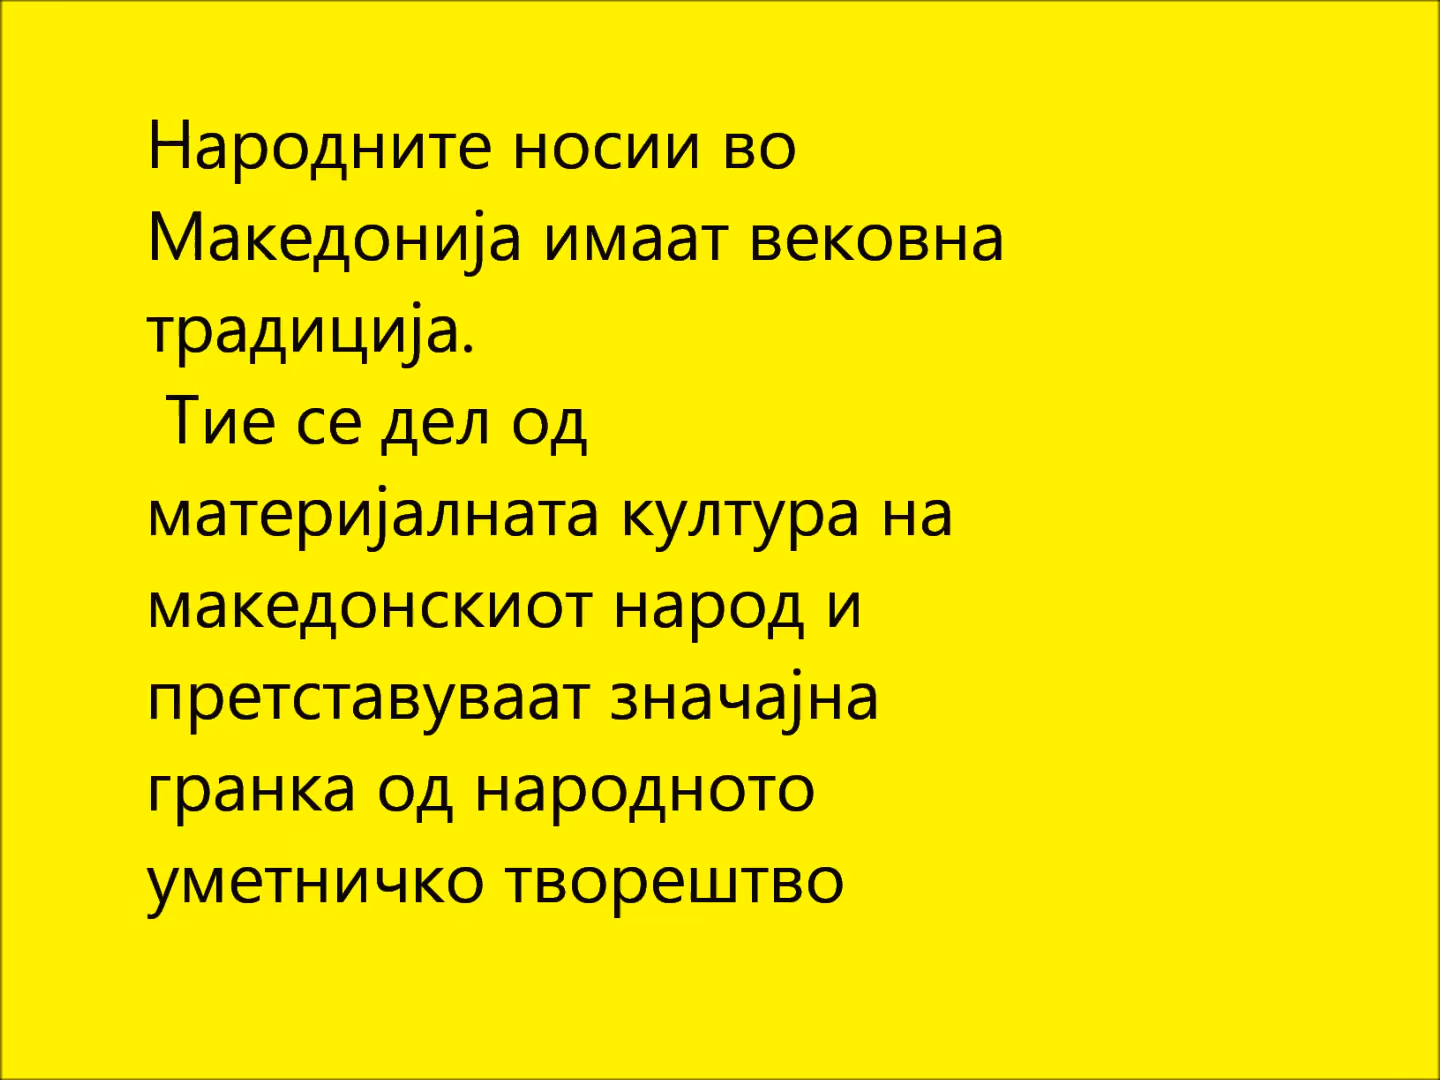 Народните носии во
Македонија имаат вековна
традиција.
Тие се дел од
материјалната култура на
македонскиот народ и
претставуваат значајна
гранка од народното
уметничко творештво